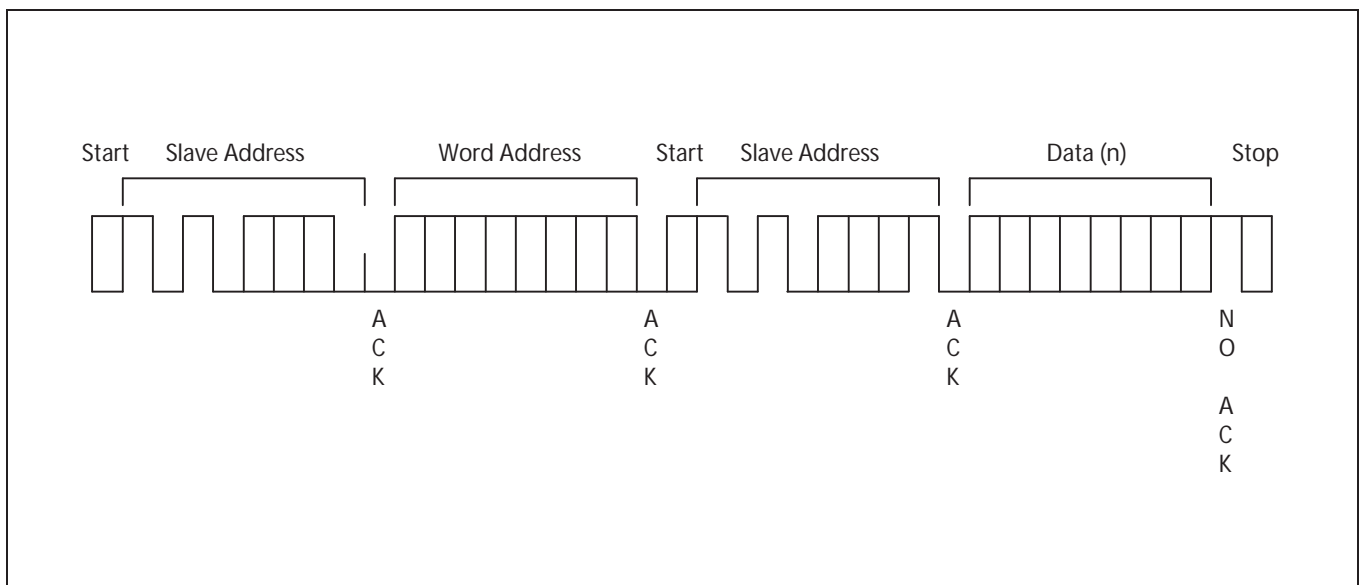 Start Slave Address Word Address Start Slave Address Data (n) Stop
A A A N
C C C O
K K K
A
C
K